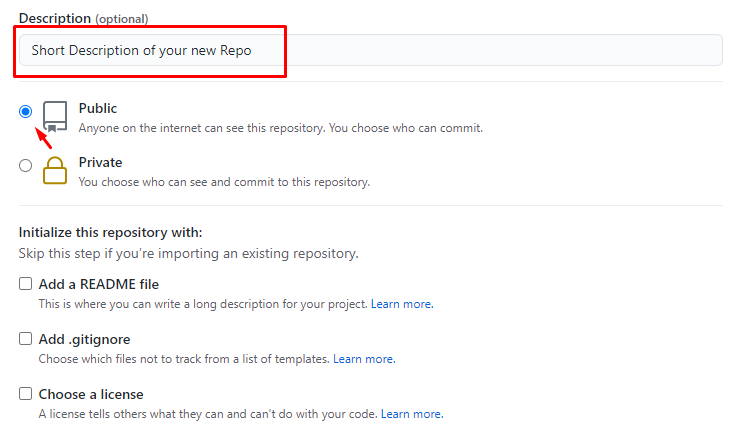 Description (optional)
Short Description of your new Repo
Public
Anyone on the internet can see this repository. You choose who can commit.
Private
You choose who can see and commit to this repository.
Initialize this repository with:
Skip this step if you're importing an existing repository.
Add a README file
This is where you can write a long description for your project. Learn more.
Add .gitignore
Choose which files not to track from a list of templates. Learn more.
Choose a license
A license tells others what they can and can't do with your code. Learn more.